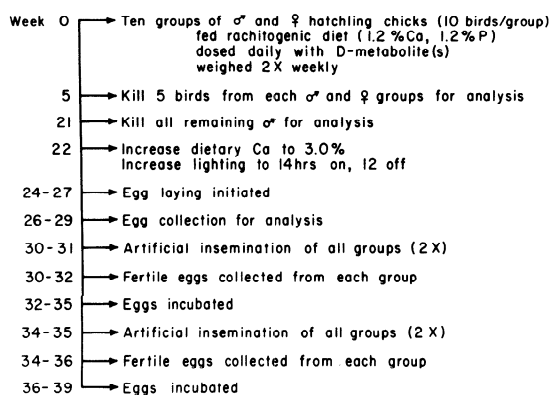 Week 0 Ten groups of ♂ and ♀ hatchling chicks (10 birds/group)
fed rachitogenic diet (1.2 %Ca, 1.2% P)
dosed daily with D-metabolite(s)
weighed 2X weekly
5 Kill 5 birds from each ♂ and ♀ groups for analysis
21 Kill all remaining ♂ for analysis
22 Increase dietary Ca to 3.0%
Increase lighting to 14hrs on, 12 off
24-27 Egg laying initiated
26-29 Egg collection for analysis
30-31 Artificial insemination of all groups (2X)
30-32 Fertile eggs collected from each group
32-35 Eggs incubated
34-35 Artificial insemination of all groups (2X)
34-36 Fertile eggs collected from each group
36-39 Eggs incubated